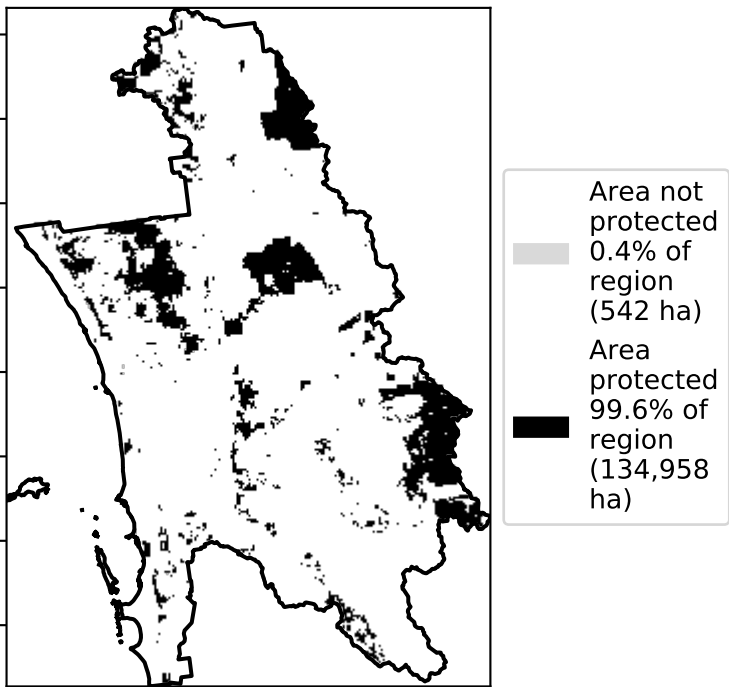 Area not
protected
0.4% of
region
(542 ha)
Area
protected
99.6% of
region
(134,958
ha)